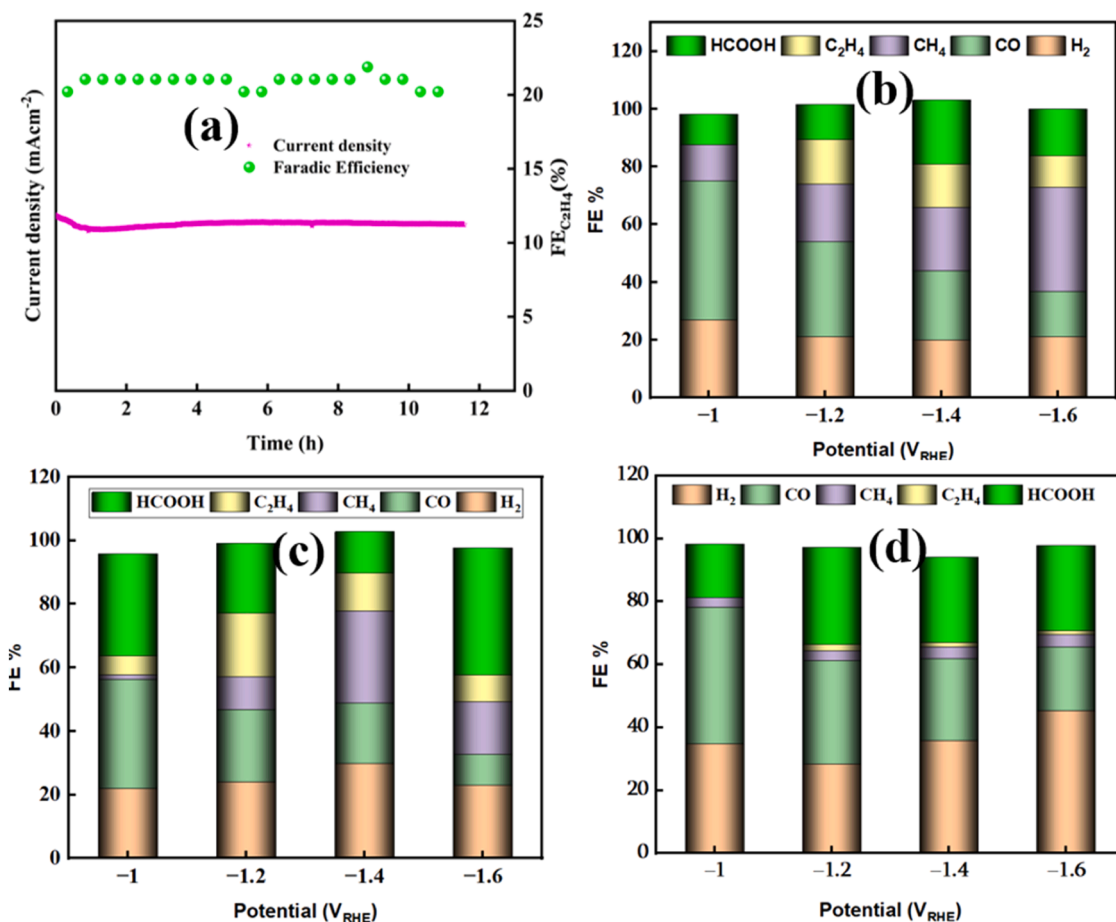 25
20
15
10
5
0
Current density (mAcm⁻²)
FE_C2H4(%)
(a)
Current density
Faradic Efficiency
0 2 4 6 8 10 12
Time (h)
HCOOH C₂H₄ CH₄ CO H₂
(b)
120
100
80
60
40
20
0
FE %
−1 −1.2 −1.4 −1.6
Potential (V_RHE)
HCOOH C₂H₄ CH₄ CO H₂
(c)
120
100
80
60
40
20
0
FE %
−1 −1.2 −1.4 −1.6
Potential (V_RHE)
H₂ CO CH₄ C₂H₄ HCOOH
(d)
120
100
80
60
40
20
0
FE %
−1 −1.2 −1.4 −1.6
Potential (V_RHE)